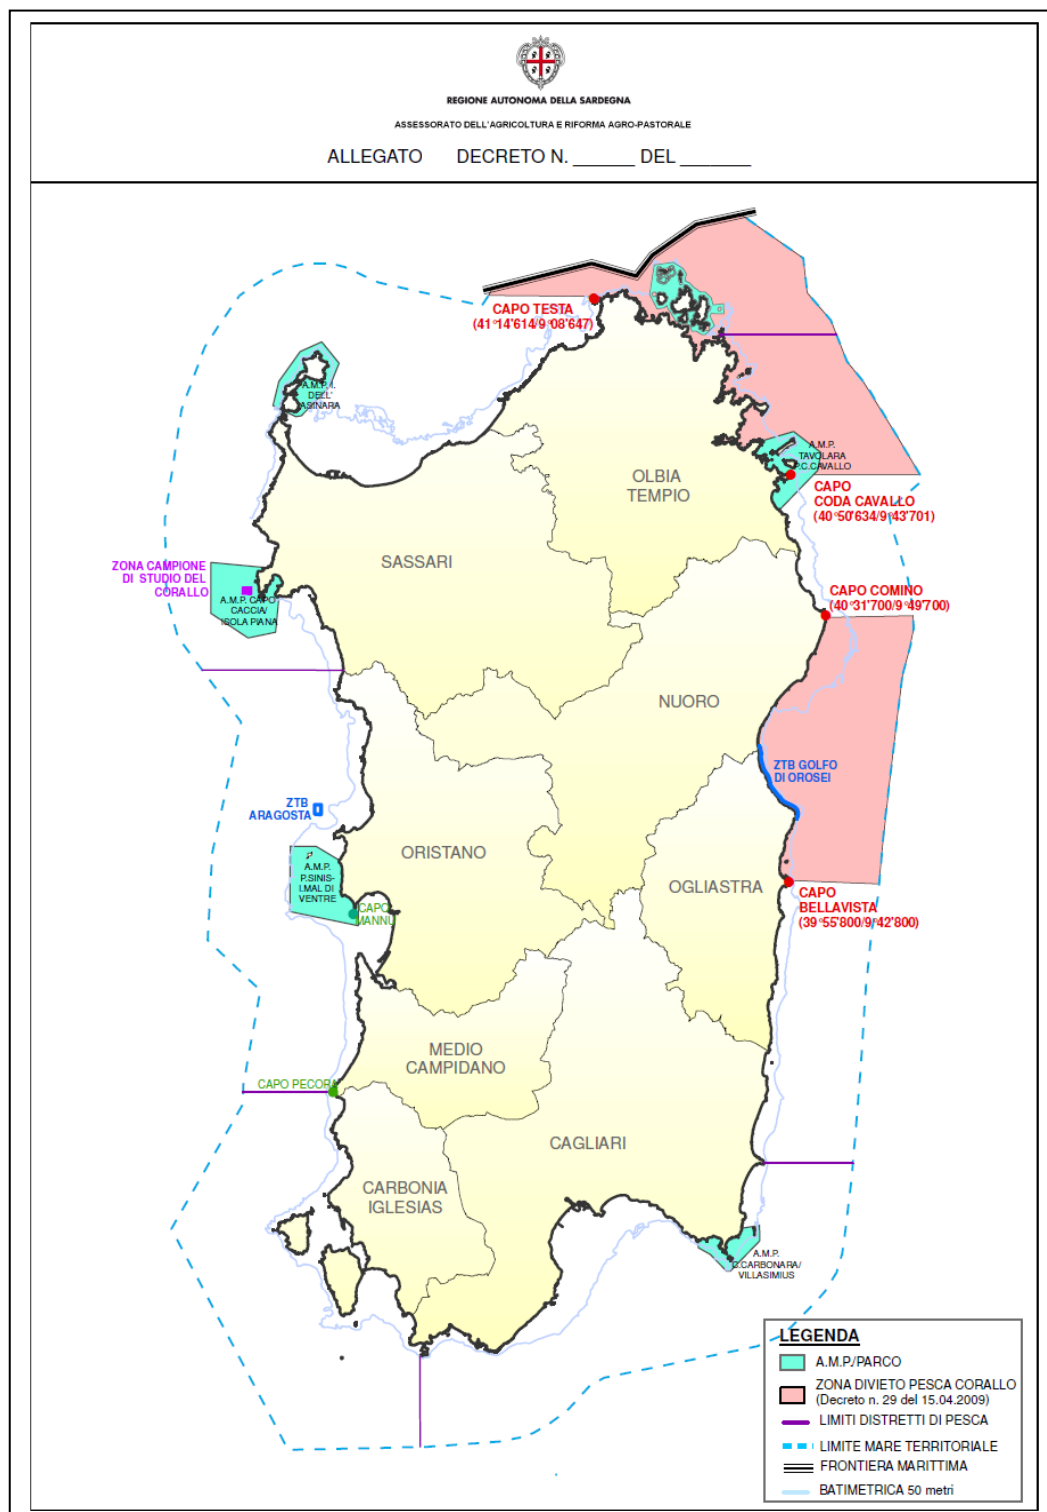 REGIONE AUTONOMA DELLA SARDEGNA
ASSESSORATO DELL'AGRICOLTURA E RIFORMA AGRO-PASTORALE
ALLEGATO DECRETO N. ______ DEL _______
CAPO TESTA
(41°14'614/9°08'647)
A.M.P. I.
DELL'
ASINARA
A.M.P.
TAVOLARA
P.C.CAVALLO
OLBIA
TEMPIO
CAPO
CODA CAVALLO
(40°50'634/9°43'701)
SASSARI
ZONA CAMPIONE
DI STUDIO DEL
CORALLO
A.M.P. CAPO
CACCIA/
ISOLA PIANA
CAPO COMINO
(40°31'700/9°49'700)
NUORO
ZTB GOLFO
DI OROSEI
ZTB
ARAGOSTA
ORISTANO
A.M.P.
P.SINIS-
I.MAL DI
VENTRE
CAPO
MANNU
OGLIASTRA
CAPO
BELLAVISTA
(39°55'800/9°42'800)
MEDIO
CAMPIDANO
CAPO PECORA
CAGLIARI
CARBONIA
IGLESIAS
A.M.P.
C.CARBONARA/
VILLASIMIUS
LEGENDA
A.M.P./PARCO
ZONA DIVIETO PESCA CORALLO
(Decreto n. 29 del 15.04.2009)
LIMITI DISTRETTI DI PESCA
LIMITE MARE TERRITORIALE
FRONTIERA MARITTIMA
BATIMETRICA 50 metri